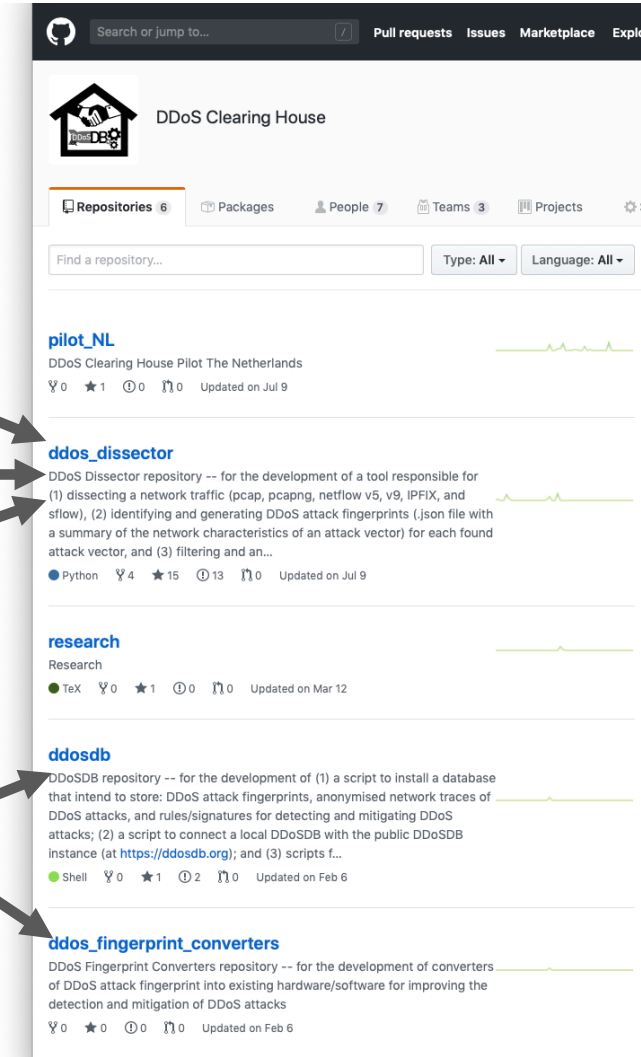 Search or jump to... / Pull requests Issues Marketplace Explo
DDoSDB
DDoS Clearing House
Repositories 6 Packages People 7 Teams 3 Projects
Find a repository... Type: All Language: All
pilot_NL
DDoS Clearing House Pilot The Netherlands
0 1 0 0 Updated on Jul 9
ddos_dissector
DDoS Dissector repository -- for the development of a tool responsible for
(1) dissecting a network traffic (pcap, pcapng, netflow v5, v9, IPFIX, and
sflow), (2) identifying and generating DDoS attack fingerprints (.json file with
a summary of the network characteristics of an attack vector) for each found
attack vector, and (3) filtering and an...
Python 4 15 13 0 Updated on Jul 9
research
Research
TeX 0 1 0 0 Updated on Mar 12
ddosdb
DDoSDB repository -- for the development of (1) a script to install a database
that intend to store: DDoS attack fingerprints, anonymised network traces of
DDoS attacks, and rules/signatures for detecting and mitigating DDoS
attacks; (2) a script to connect a local DDoSDB with the public DDoSDB
instance (at https://ddosdb.org); and (3) scripts f...
Shell 0 1 2 0 Updated on Feb 6
ddos_fingerprint_converters
DDoS Fingerprint Converters repository -- for the development of converters
of DDoS attack fingerprint into existing hardware/software for improving the
detection and mitigation of DDoS attacks
0 0 0 0 Updated on Feb 6